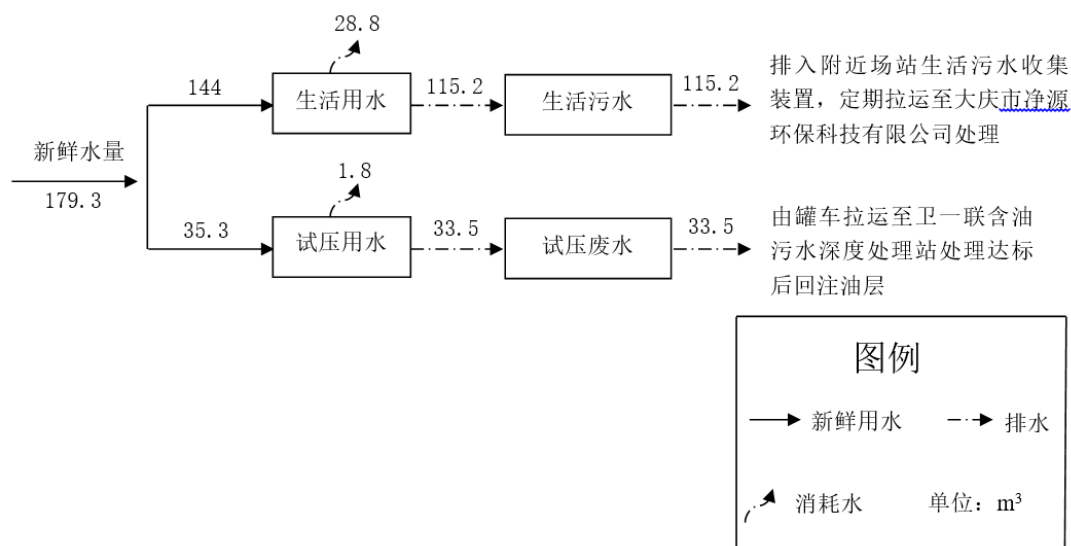 28.8
144
生活用水
115.2
生活污水
115.2
排入附近场站生活污水收集
装置，定期拉运至大庆市净源
环保科技有限公司处理
新鲜水量
179.3
1.8
35.3
试压用水
33.5
试压废水
33.5
由罐车拉运至卫一联含油
污水深度处理站处理达标
后回注油层
图例
新鲜用水
排水
消耗水
单位：m³